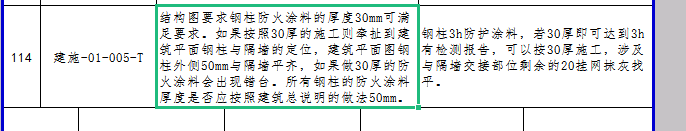 114
建施-01-005-T
结构图要求钢柱防火涂料的厚度30mm可满
足要求。如果按照30厚的施工则牵扯到建
筑平面钢柱与隔墙的定位，建筑平面图钢
柱外侧50mm与隔墙平齐，如果做30厚的防
火涂料会出现错台。所有钢柱的防火涂料
厚度是否应按照建筑总说明的做法50mm。
钢柱3h防护涂料，若30厚即可达到3h
有检测报告，可以按30厚施工，涉及
与隔墙交接部位剩余的20挂网抹灰找
平。